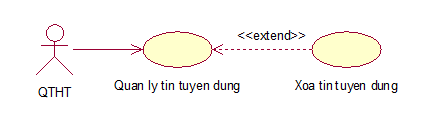 <<extend>>
QTHT
Quan ly tin tuyen dung
Xoa tin tuyen dung